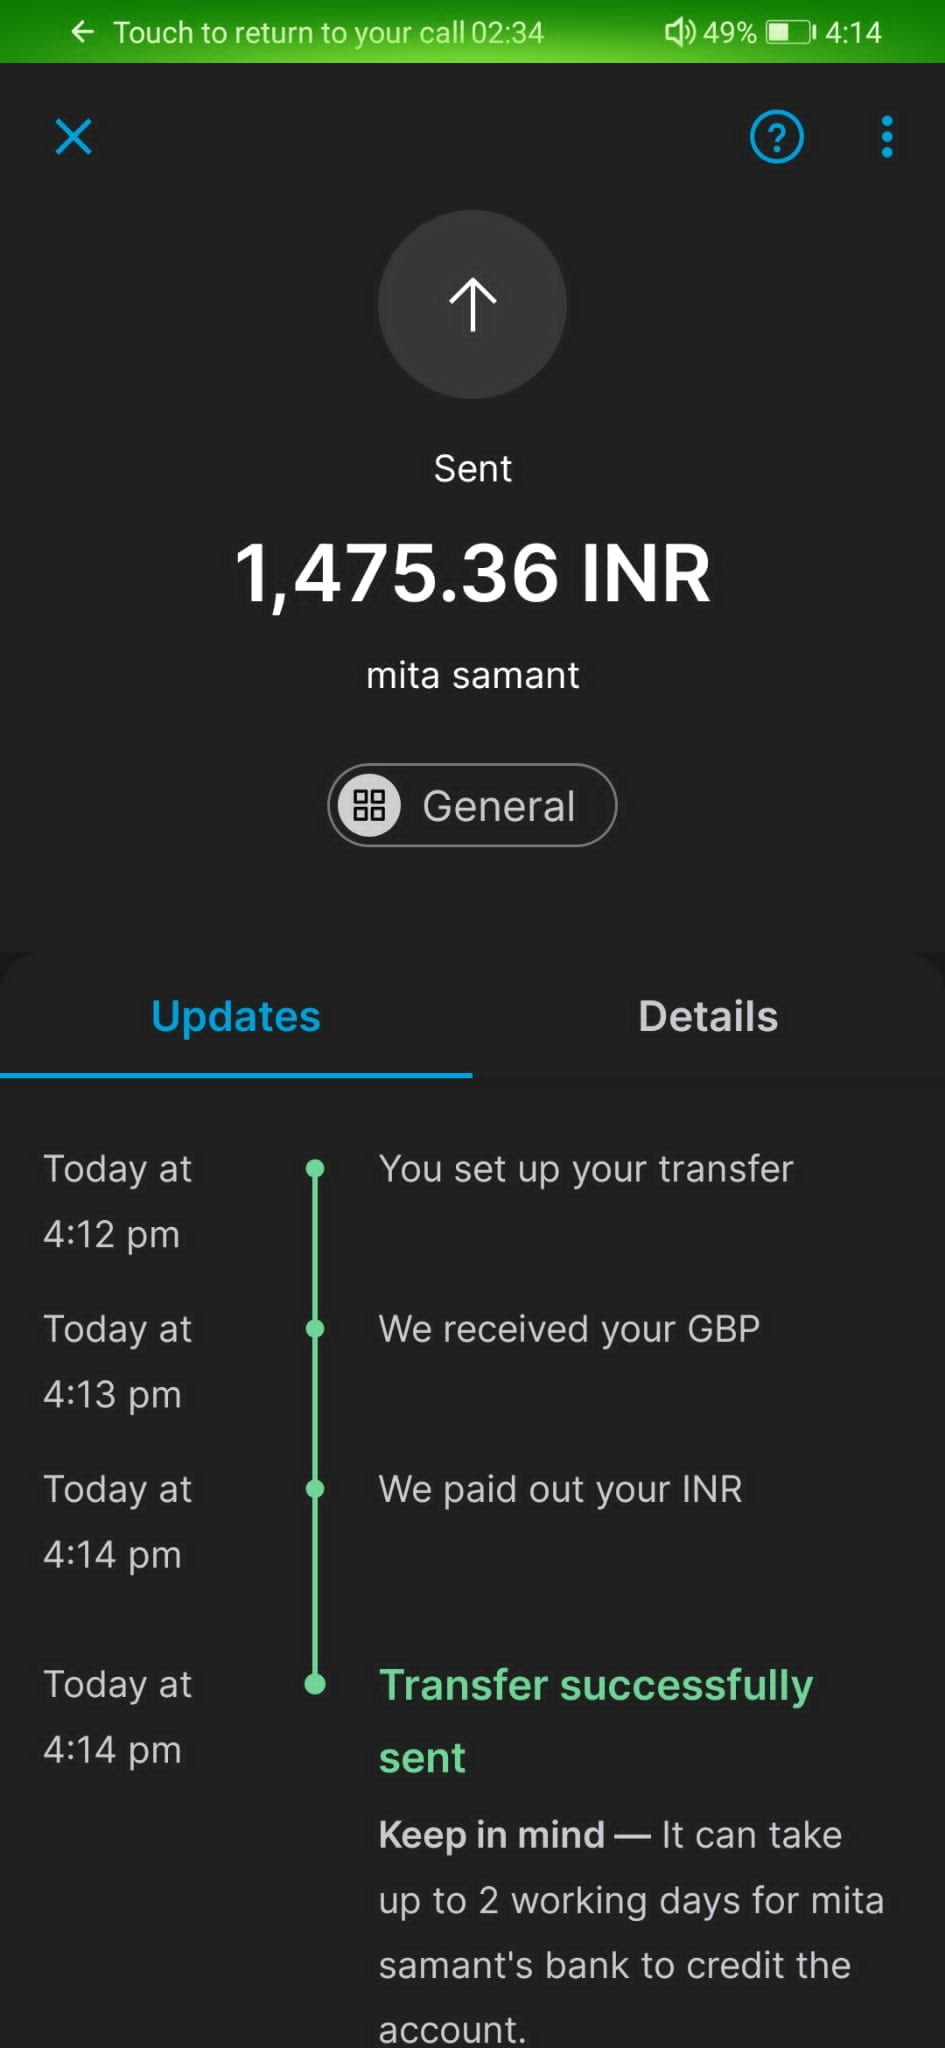 Touch to return to your call 02:34 49% 4:14
?
Sent
1,475.36 INR
mita samant
General
Updates Details
Today at You set up your transfer
4:12 pm
Today at We received your GBP
4:13 pm
Today at We paid out your INR
4:14 pm
Today at Transfer successfully
4:14 pm sent
Keep in mind — It can take
up to 2 working days for mita
samant's bank to credit the
account.